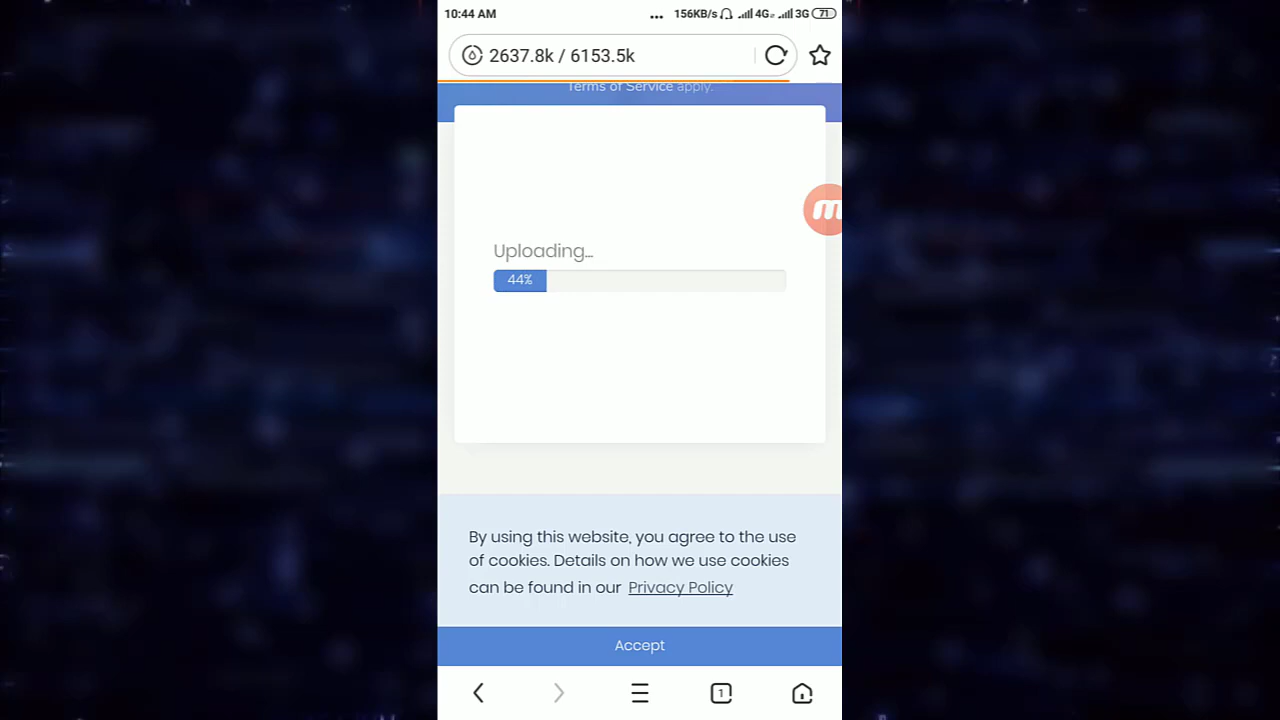 10:44 AM
... 156KB/s 4G 3G 71
2637.8k / 6153.5k
Terms of Service apply.
m
Uploading...
44%
By using this website, you agree to the use
of cookies. Details on how we use cookies
can be found in our Privacy Policy
Accept
1